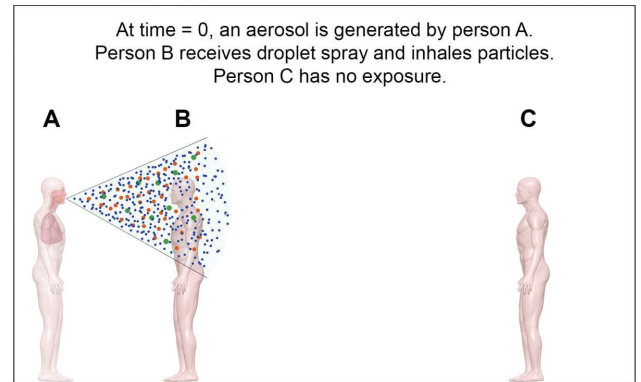 At time = 0, an aerosol is generated by person A.
Person B receives droplet spray and inhales particles.
Person C has no exposure.
A B C